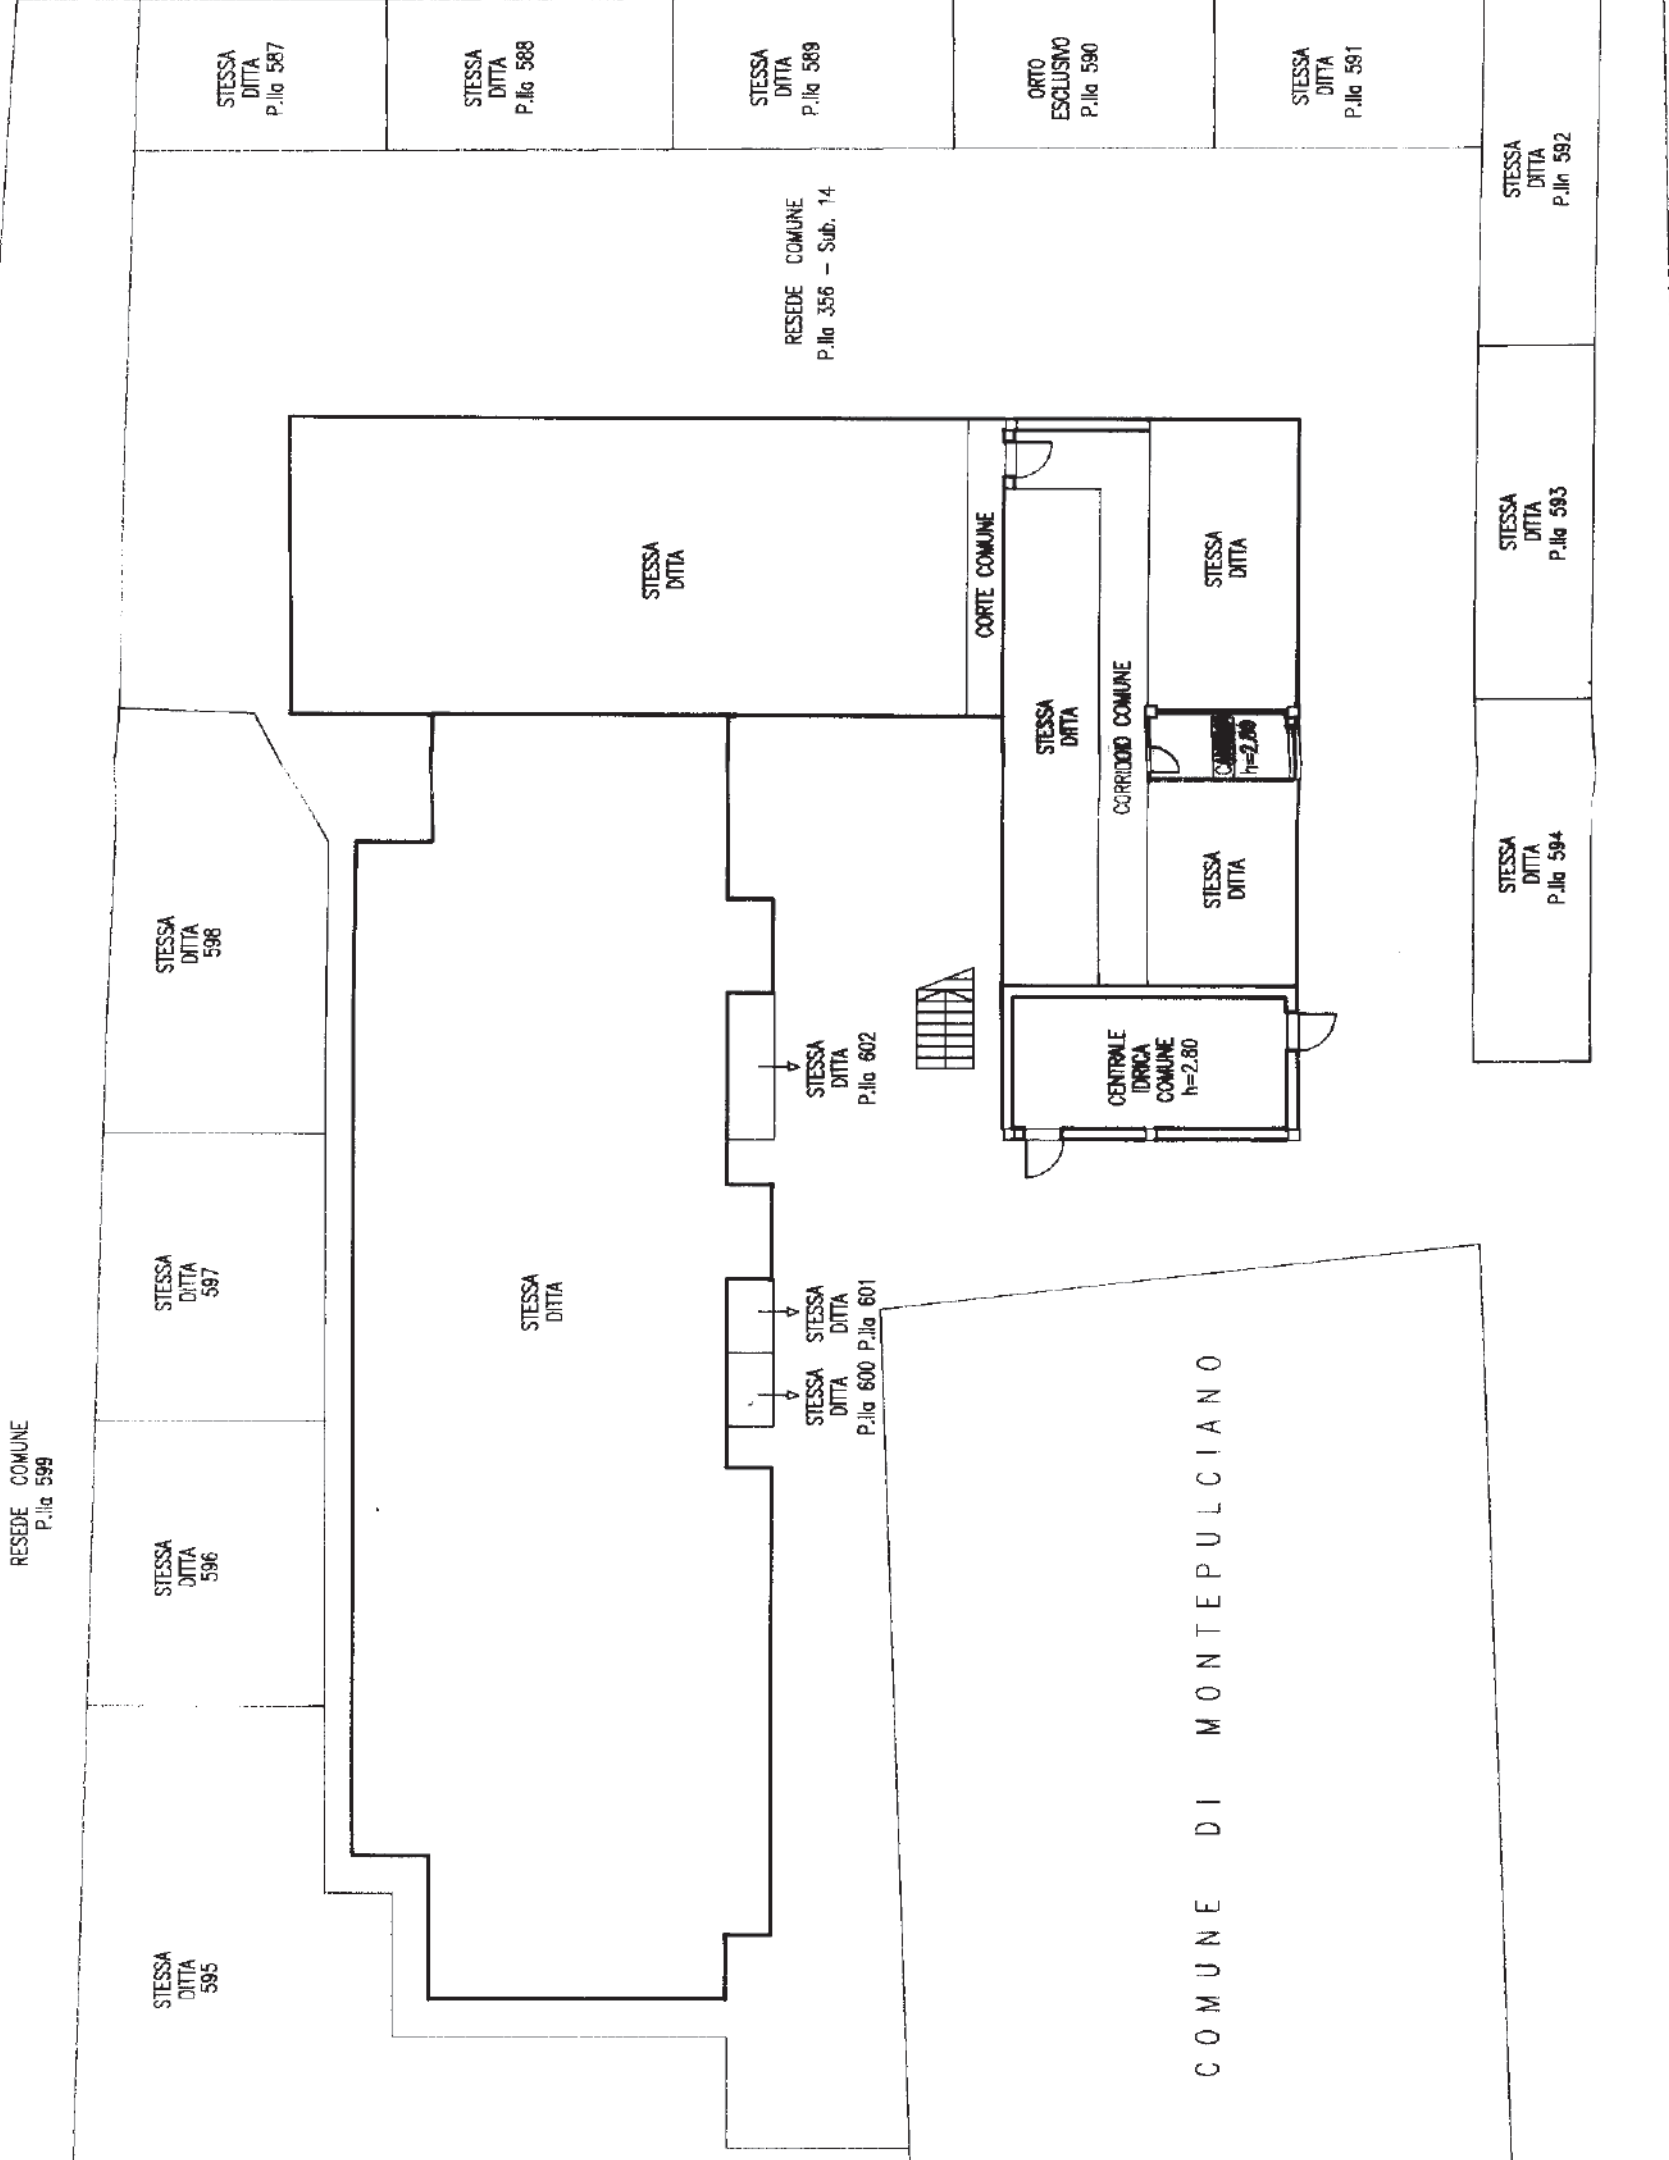 STESSA
DITTA
P.lla 587
STESSA
DITTA
P.lla 588
STESSA
DITTA
P.lla 589
ORTO
ESCLUSIVO
P.lla 590
STESSA
DITTA
P.lla 591
STESSA
DITTA
P.lla 592
RESEDE COMUNE
P.lla 356 - Sub. 14
STESSA
DITTA
CORTE COMUNE
STESSA
DITTA
STESSA
DITTA
P.lla 593
STESSA
DITTA
CORRIDOIO COMUNE
h=2.80
STESSA
DITTA
STESSA
DITTA
P.lla 594
STESSA
DITTA
598
STESSA
DITTA
P.lla 602
CENTRALE
IDRICA
COMUNE
h=2.80
STESSA
DITTA
597
STESSA
DITTA
STESSA
DITTA
P.lla 601
STESSA
DITTA
P.lla 600
RESEDE COMUNE
P.lla 599
STESSA
DITTA
596
STESSA
DITTA
595
COMUNE DI MONTEPULCIANO